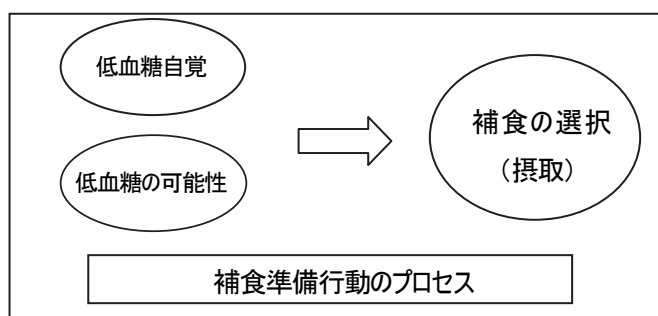 低血糖自覚
低血糖の可能性
補食の選択
（摂取）
補食準備行動のプロセス